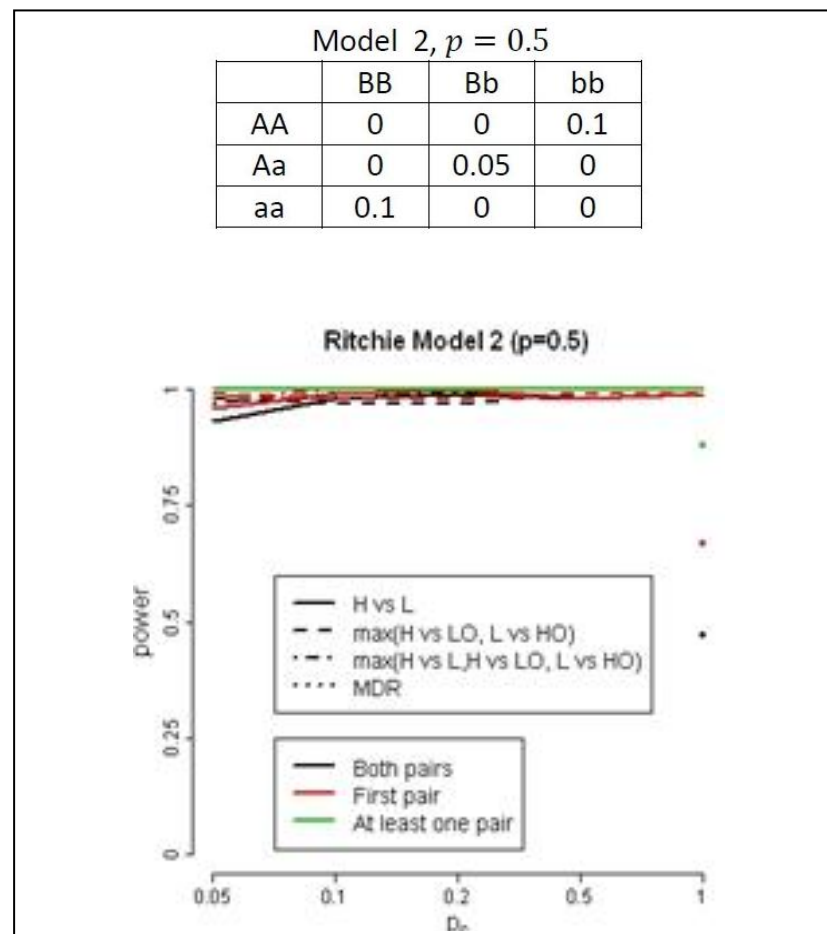 Model 2, p = 0.5
BB Bb bb
AA 0 0 0.1
Aa 0 0.05 0
aa 0.1 0 0
Ritchie Model 2 (p=0.5)
1
0.75
0.5
0.25
0
power
H vs L
max(H vs LO, L vs HO)
max(H vs L,H vs LO, L vs HO)
MDR
Both pairs
First pair
At least one pair
0.05 0.1 0.2 0.5 1